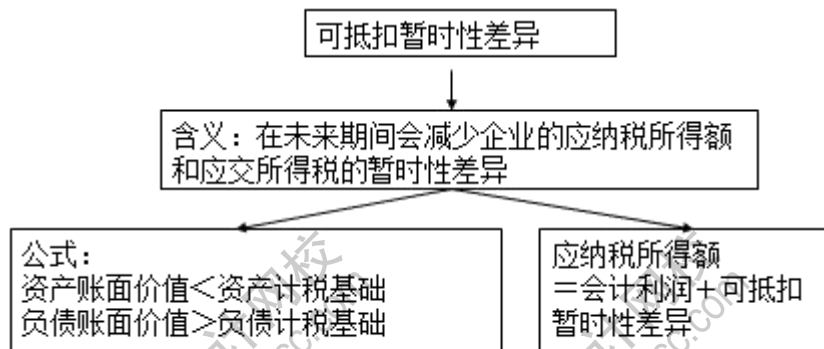 可抵扣暂时性差异
含义：在未来期间会减少企业的应纳税所得额
和应交所得税的暂时性差异
公式：
资产账面价值＜资产计税基础
负债账面价值＞负债计税基础
应纳税所得额
＝会计利润＋可抵扣
暂时性差异